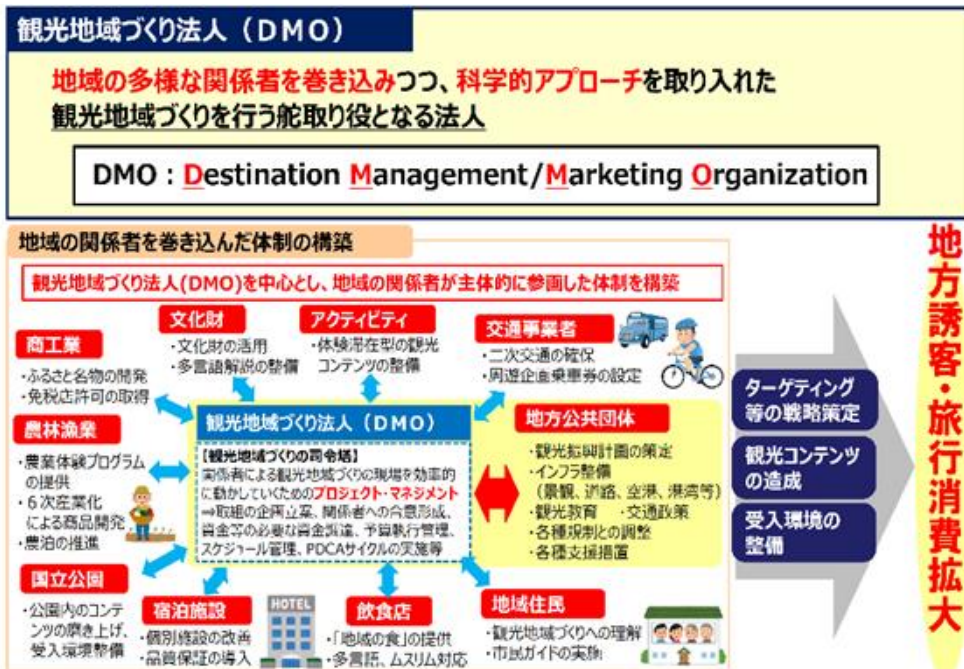 観光地域づくり法人（DMO）
地域の多様な関係者を巻き込みつつ、科学的アプローチを取り入れた
観光地域づくりを行う舵取り役となる法人
DMO : Destination Management/Marketing Organization
地域の関係者を巻き込んだ体制の構築
観光地域づくり法人(DMO)を中心とし、地域の関係者が主体的に参画した体制を構築
文化財
・文化財の活用
・多言語解説の整備
アクティビティ
・体験滞在型の観光
コンテンツの整備
交通事業者
・二次交通の確保
・周遊企画乗車券の設定
商工業
・ふるさと名物の開発
・免税店許可の取得
農林漁業
・農業体験プログラム
の提供
・６次産業化
による商品開発
・農泊の推進
観光地域づくり法人（DMO）
【観光地域づくりの司令塔】
関係者による観光地域づくりの現場を効率的
に動かしていくためのプロジェクト・マネジメント
⇒取組の企画立案、関係者への合意形成、
資金等の必要な資金調達、予算執行管理、
スケジュール管理、PDCAサイクルの実施等
地方公共団体
・観光振興計画の策定
・インフラ整備
（景観、道路、空港、港湾等）
・観光教育 ・交通政策
・各種規制との調整
・各種支援措置
国立公園
・公園内のコンテ
ンツの磨き上げ、
受入環境整備
宿泊施設
・個別施設の改善
・品質保証の導入
HOTEL
飲食店
・「地域の食」の提供
・多言語、ムスリム対応
地域住民
・観光地域づくりへの理解
・市民ガイドの実施
ターゲティング
等の戦略策定
観光コンテンツ
の造成
受入環境の
整備
地方誘客・旅行消費拡大